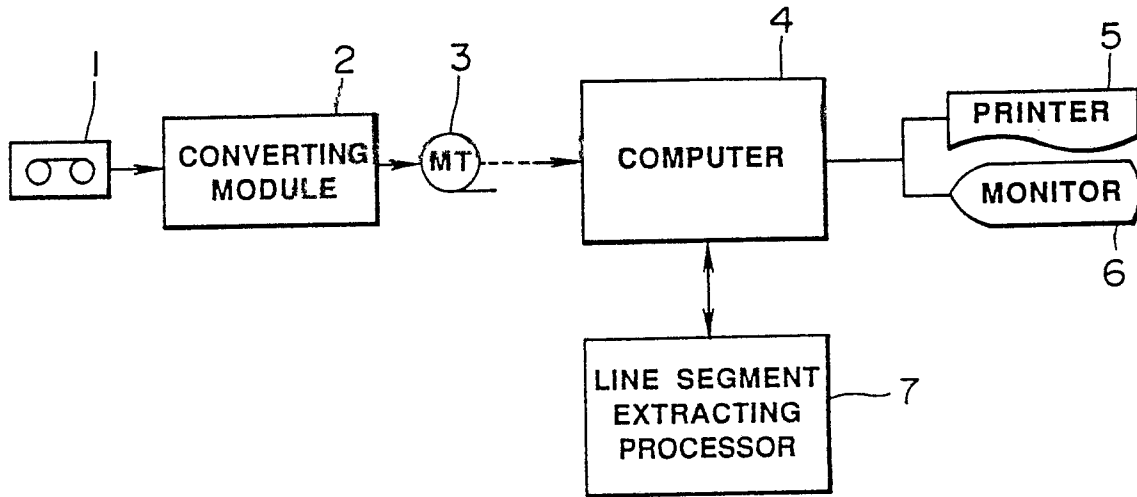 1
2
3
4
5
CONVERTING
MODULE
MT
COMPUTER
PRINTER
MONITOR
6
LINE SEGMENT
EXTRACTING
PROCESSOR
7